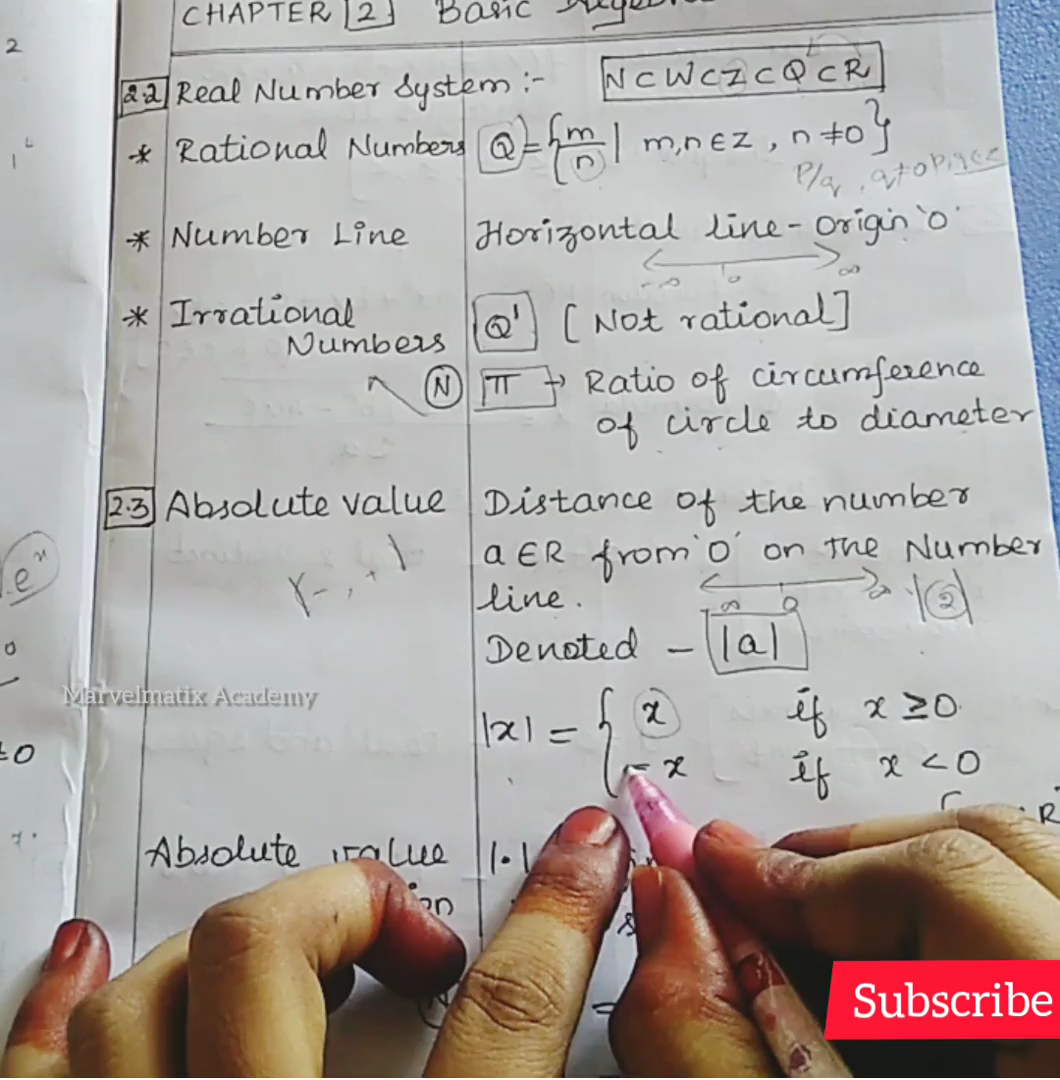 CHAPTER 2 Basic
2
2.2 Real Number System :- N ⊂ W ⊂ Z ⊂ Q ⊂ R
* Rational Numbers Q = { m/n | m, n ∈ Z , n ≠ 0 }
P/q , q ≠ 0
* Number Line Horizontal line - origin '0'
-∞ 0 ∞
* Irrational Q' [Not rational]
Numbers
N π → Ratio of circumference
of circle to diameter
2.3 Absolute value Distance of the number
a ∈ R from '0' on the Number
line.
∞ 0 |2|
Denoted - |a|
Marvelmatix Academy
|x| = { x if x ≥ 0
- x if x < 0
Absolute value |·|
Subscribe